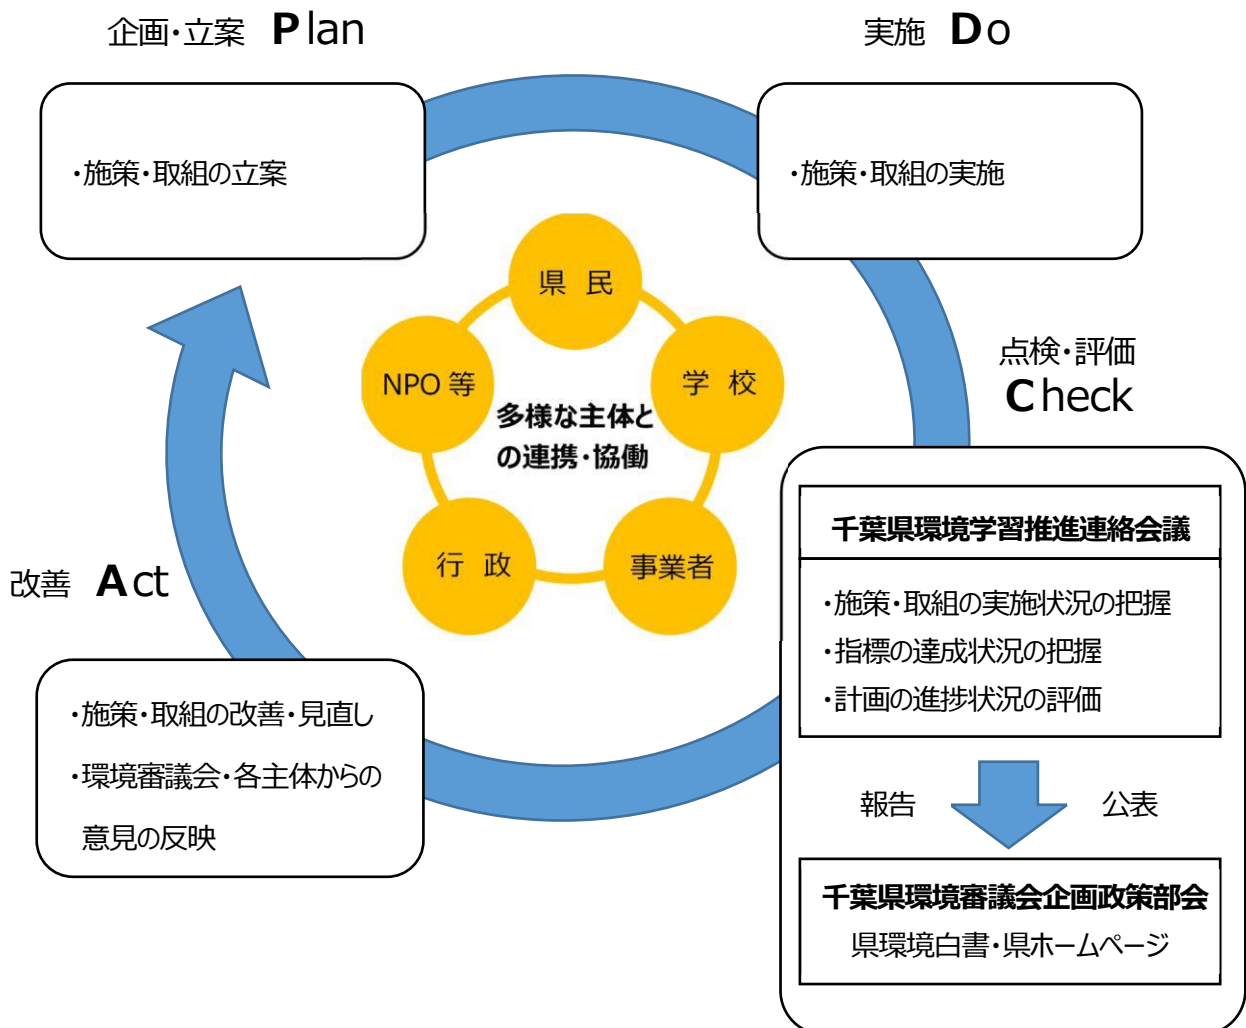 企画・立案 Plan
・施策・取組の立案
実施 Do
・施策・取組の実施
県 民
学 校
事業者
行 政
NPO 等
多様な主体と
の連携・協働
点検・評価
Check
千葉県環境学習推進連絡会議
・施策・取組の実施状況の把握
・指標の達成状況の把握
・計画の進捗状況の評価
報告 公表
千葉県環境審議会企画政策部会
県環境白書・県ホームページ
改善 Act
・施策・取組の改善・見直し
・環境審議会・各主体からの
意見の反映